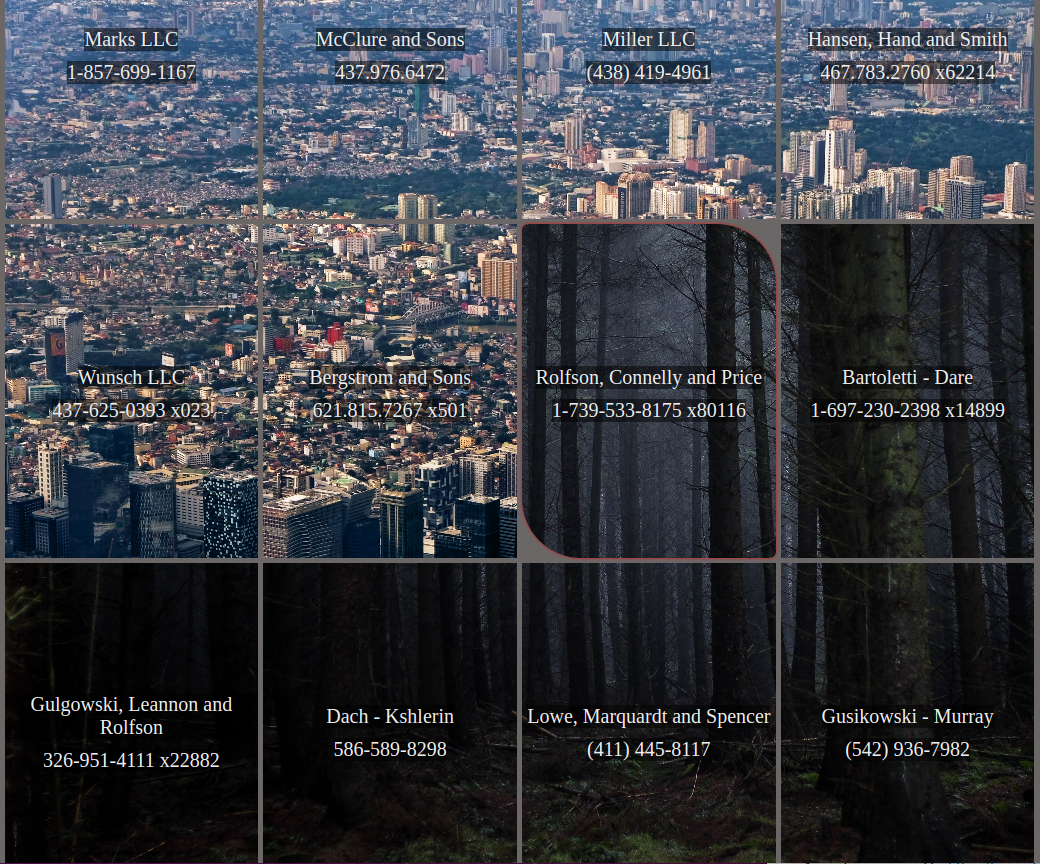 Marks LLC
1-857-699-1167
McClure and Sons
437.976.6472
Miller LLC
(438) 419-4961
Hansen, Hand and Smith
467.783.2760 x62214
Wunsch LLC
437-625-0393 x023
Bergstrom and Sons
621.815.7267 x501
Rolfson, Connelly and Price
1-739-533-8175 x80116
Bartoletti - Dare
1-697-230-2398 x14899
Gulgowski, Leannon and
Rolfson
326-951-4111 x22882
Dach - Kshlerin
586-589-8298
Lowe, Marquardt and Spencer
(411) 445-8117
Gusikowski - Murray
(542) 936-7982